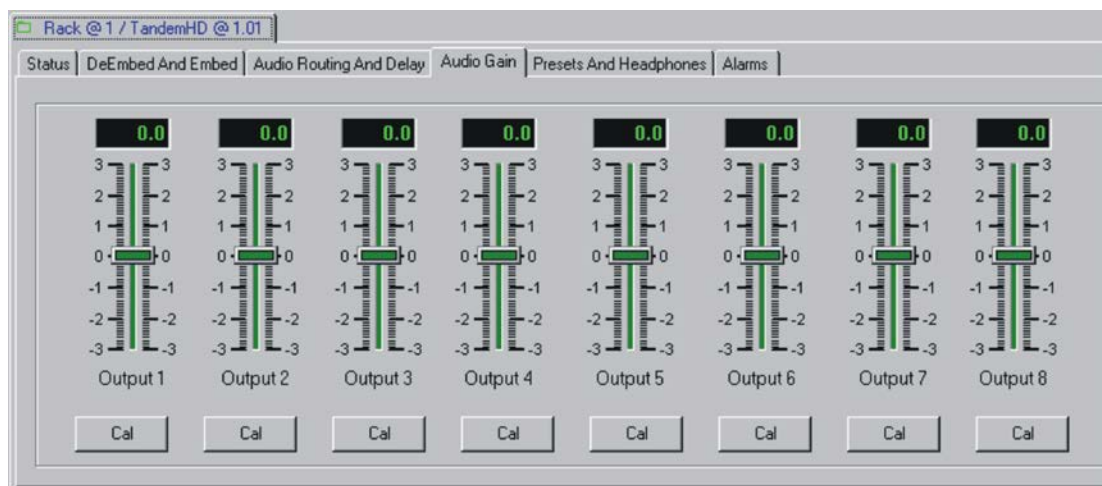 Rack @ 1 / TandemHD @ 1.01
Status DeEmbed And Embed Audio Routing And Delay Audio Gain Presets And Headphones Alarms
0.0 0.0 0.0 0.0 0.0 0.0 0.0 0.0
3 3 3 3 3 3 3 3 3 3 3 3 3 3 3 3
2 2 2 2 2 2 2 2 2 2 2 2 2 2 2 2
1 1 1 1 1 1 1 1 1 1 1 1 1 1 1 1
0 0 0 0 0 0 0 0 0 0 0 0 0 0 0 0
-1 -1 -1 -1 -1 -1 -1 -1 -1 -1 -1 -1 -1 -1 -1 -1
-2 -2 -2 -2 -2 -2 -2 -2 -2 -2 -2 -2 -2 -2 -2 -2
-3 -3 -3 -3 -3 -3 -3 -3 -3 -3 -3 -3 -3 -3 -3 -3
Output 1 Output 2 Output 3 Output 4 Output 5 Output 6 Output 7 Output 8
Cal Cal Cal Cal Cal Cal Cal Cal